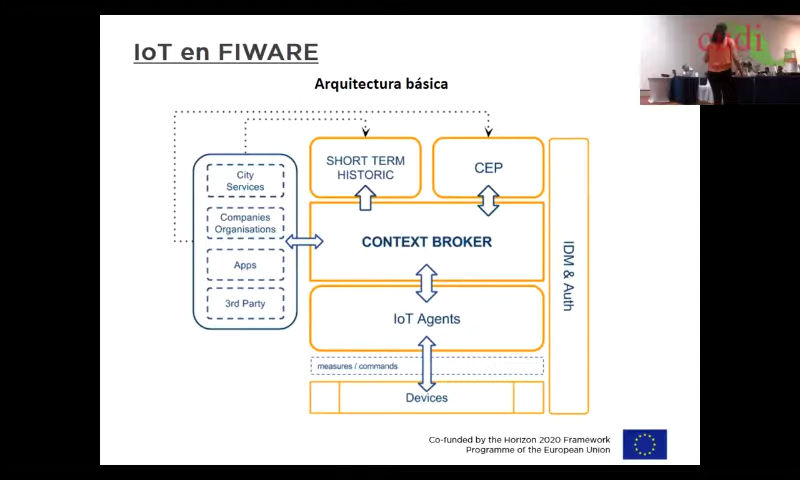 IoT en FIWARE
Arquitectura básica
cudi
SHORT TERM
HISTORIC
CEP
City
Services
Companies
Organisations
Apps
3rd Party
CONTEXT BROKER
IoT Agents
measures / commands
Devices
IDM & Auth
Co-funded by the Horizon 2020 Framework
Programme of the European Union